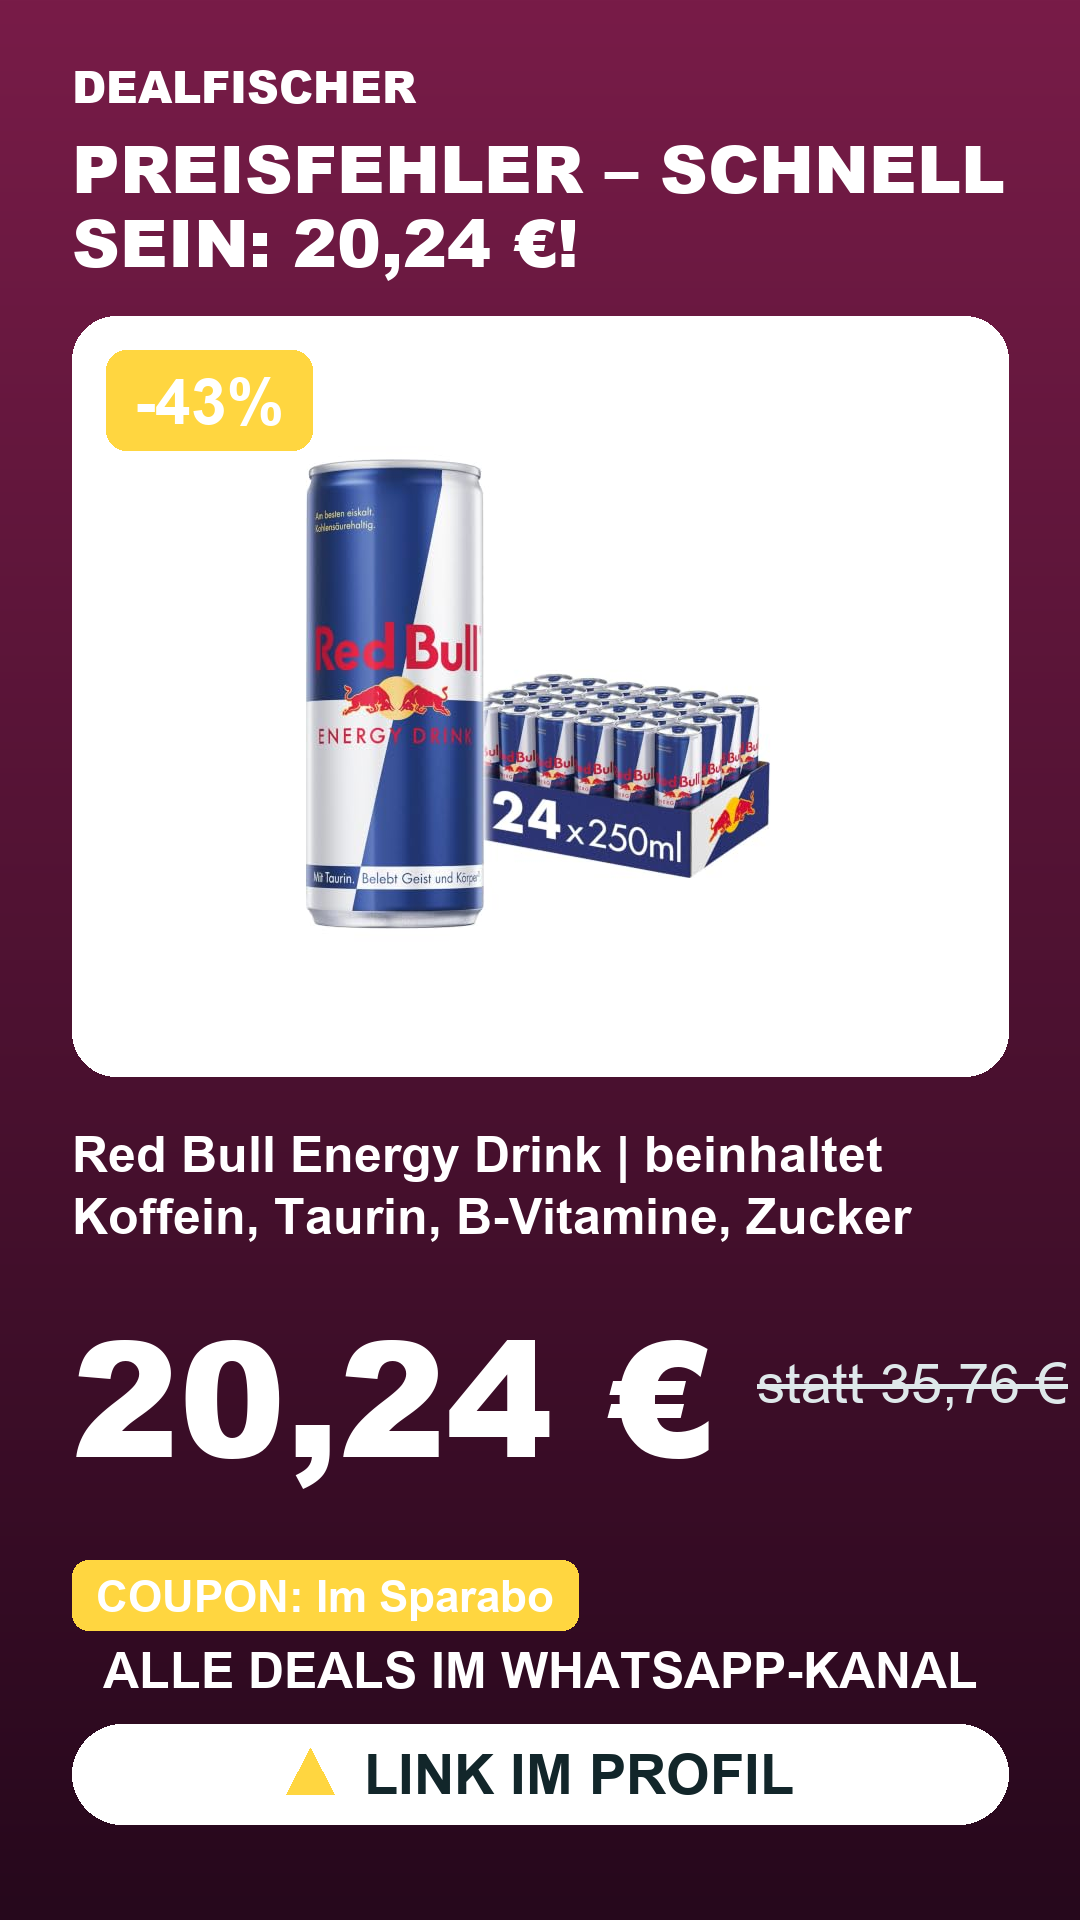 DEALFISCHER
PREISFEHLER – SCHNELL
SEIN: 20,24 €!
-43%
Am besten eiskalt.
Kohlensäurehaltig.
Red Bull
ENERGY DRINK
Mit Taurin. Belebt Geist und Körper®
24 x 250ml
Red Bull Energy Drink | beinhaltet
Koffein, Taurin, B-Vitamine, Zucker
20,24 € statt 35,76 €
COUPON: Im Sparabo
ALLE DEALS IM WHATSAPP-KANAL
LINK IM PROFIL